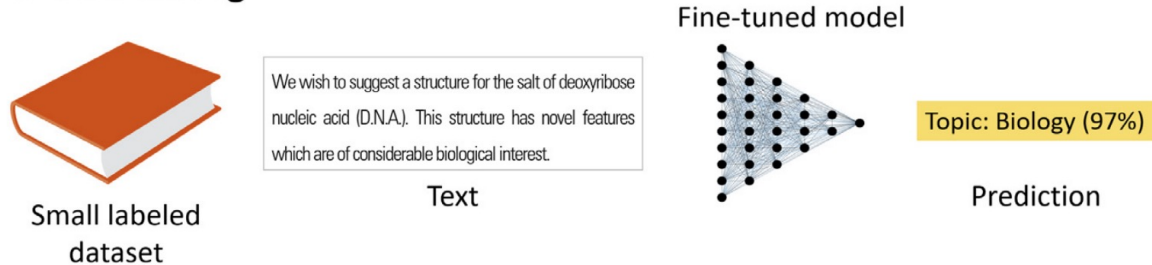 Fine-tuned model
We wish to suggest a structure for the salt of deoxyribose
nucleic acid (D.N.A.). This structure has novel features
which are of considerable biological interest.
Topic: Biology (97%)
Text
Prediction
Small labeled
dataset